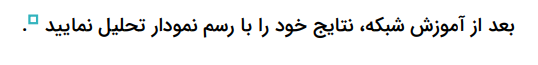 بعد از آموزش شبکه، نتایج خود را با رسم نمودار تحلیل نمایید .